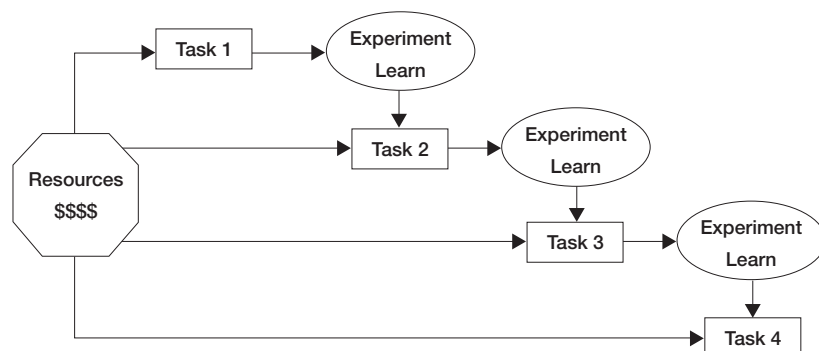 Task 1
Experiment
Learn
Task 2
Experiment
Learn
Resources
$$$$
Task 3
Experiment
Learn
Task 4